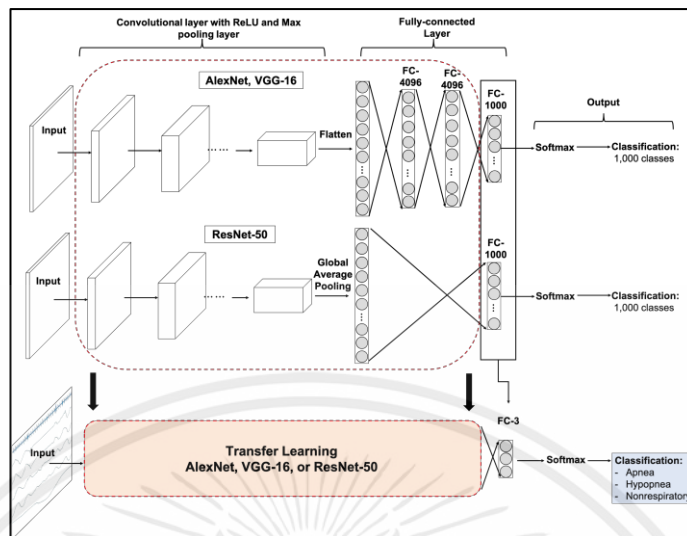 Convolutional layer with ReLU and Max
pooling layer
Fully-connected
Layer
AlexNet, VGG-16
FC-
4096
FC-
4096
FC-
1000
Output
Input
......
Flatten
Softmax
Classification:
1,000 classes
ResNet-50
Input
......
Global
Average
Pooling
FC-
1000
Softmax
Classification:
1,000 classes
FC-3
Input
Transfer Learning
AlexNet, VGG-16, or ResNet-50
Softmax
Classification:
- Apnea
- Hypopnea
- Nonrespiratory